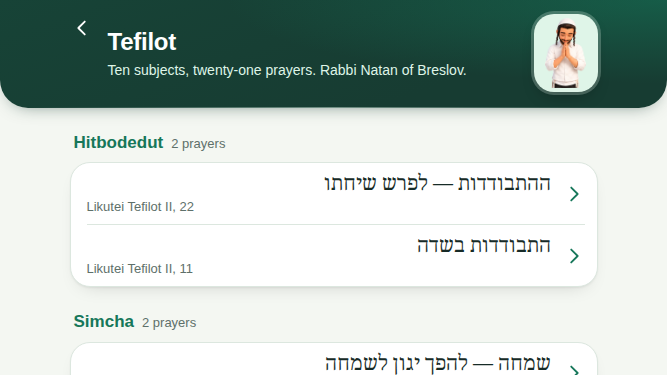 Tefilot
Ten subjects, twenty-one prayers. Rabbi Natan of Breslov.
Hitbodedut 2 prayers
ההתבודדות — לפרש שיחתו
Likutei Tefilot II, 22
התבודדות בשדה
Likutei Tefilot II, 11
Simcha 2 prayers
שמחה — להפך יגון לשמחה